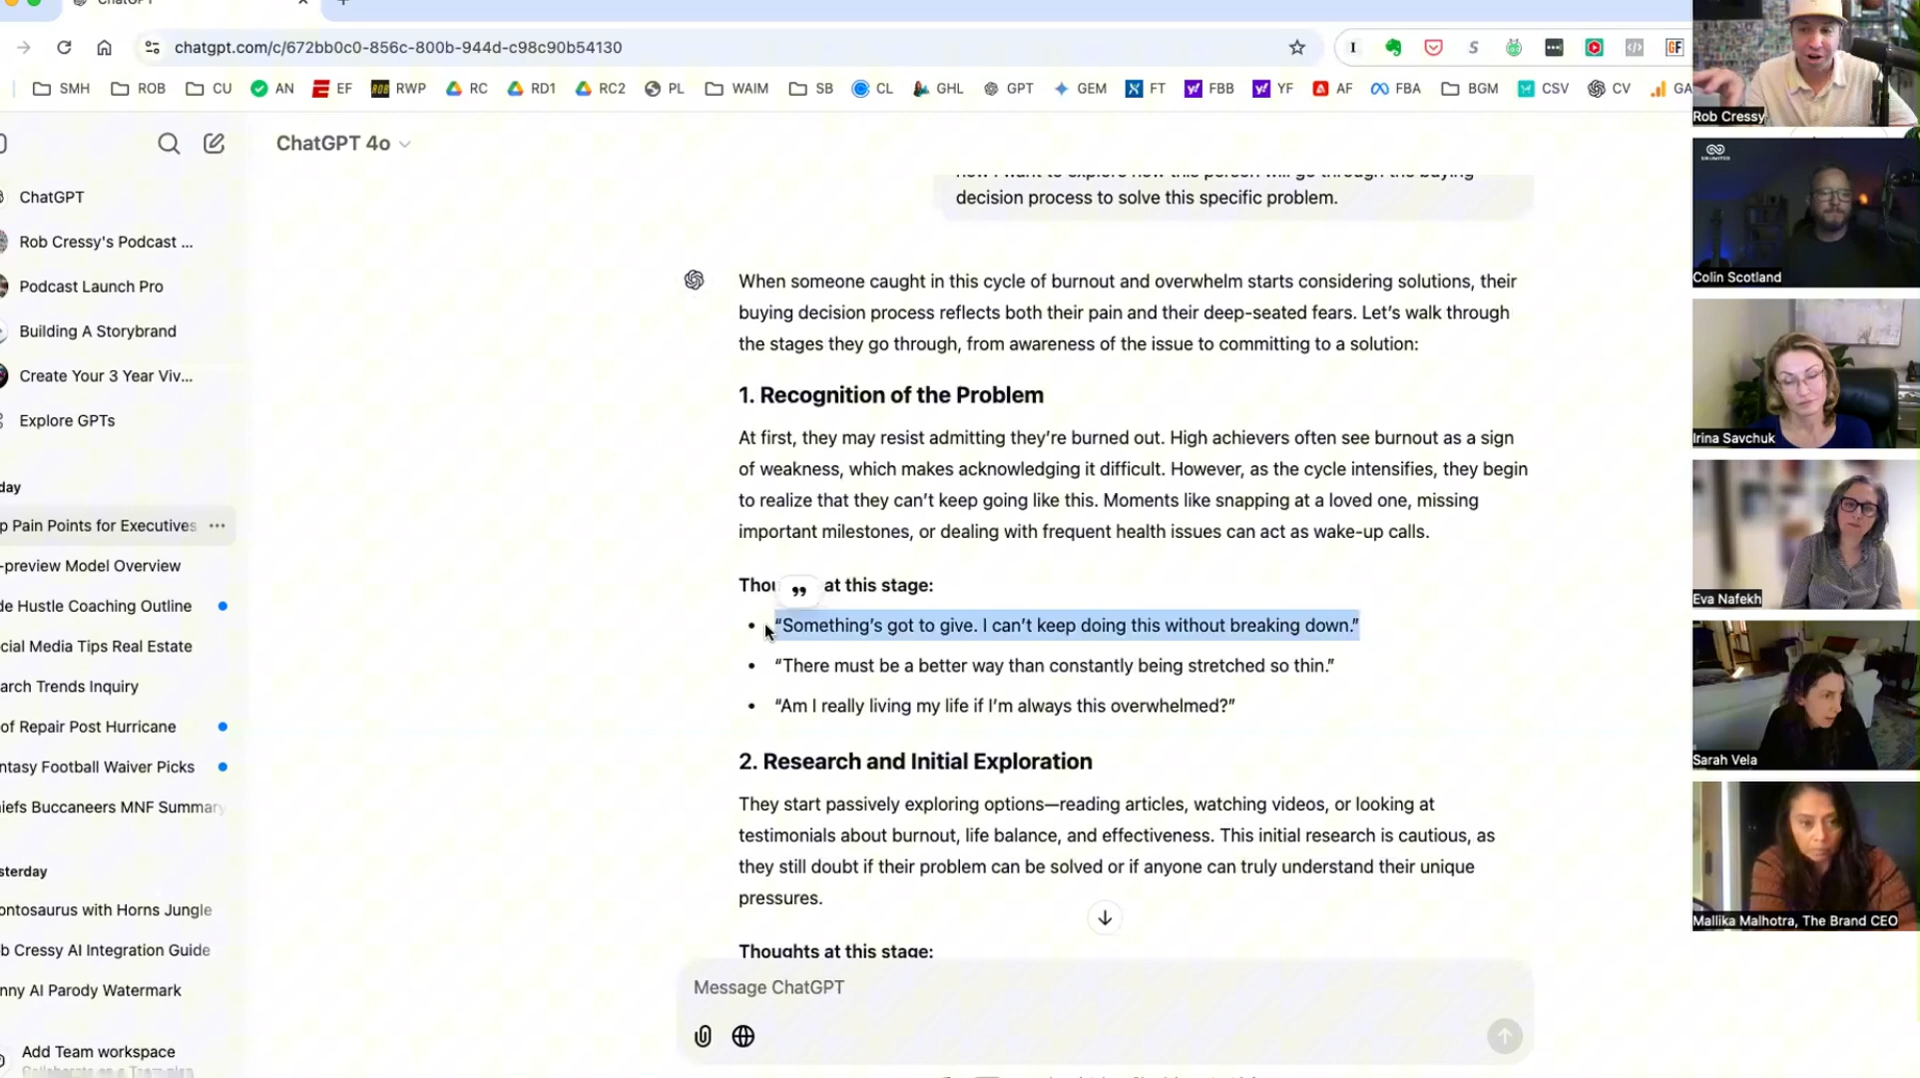 ChatGPT
chatgpt.com/c/672bb0c0-856c-800b-944d-c98c90b54130
SMH ROB CU AN EF RWP RC RD1 RC2 PL WAIM SB CL GHL GPT GEM FT FBB YF AF FBA BGM CSV CV GA
ChatGPT 4o
ChatGPT
Rob Cressy's Podcast ...
Podcast Launch Pro
Building A Storybrand
Create Your 3 Year Viv...
Explore GPTs
day
p Pain Points for Executives
-preview Model Overview
de Hustle Coaching Outline
cial Media Tips Real Estate
arch Trends Inquiry
of Repair Post Hurricane
ntasy Football Waiver Picks
iefs Buccaneers MNF Summary
sterday
ontosaurus with Horns Jungle
b Cressy AI Integration Guide
nny AI Parody Watermark
Add Team workspace
decision process to solve this specific problem.
When someone caught in this cycle of burnout and overwhelm starts considering solutions, their
buying decision process reflects both their pain and their deep-seated fears. Let’s walk through
the stages they go through, from awareness of the issue to committing to a solution:
1. Recognition of the Problem
At first, they may resist admitting they’re burned out. High achievers often see burnout as a sign
of weakness, which makes acknowledging it difficult. However, as the cycle intensifies, they begin
to realize that they can’t keep going like this. Moments like snapping at a loved one, missing
important milestones, or dealing with frequent health issues can act as wake-up calls.
Thou at this stage:
• “Something’s got to give. I can’t keep doing this without breaking down.”
• “There must be a better way than constantly being stretched so thin.”
• “Am I really living my life if I’m always this overwhelmed?”
2. Research and Initial Exploration
They start passively exploring options—reading articles, watching videos, or looking at
testimonials about burnout, life balance, and effectiveness. This initial research is cautious, as
they still doubt if their problem can be solved or if anyone can truly understand their unique
pressures.
Thoughts at this stage:
Message ChatGPT
Rob Cressy
Colin Scotland
Irina Savchuk
Eva Nafekh
Sarah Vela
Mallika Malhotra, The Brand CEO